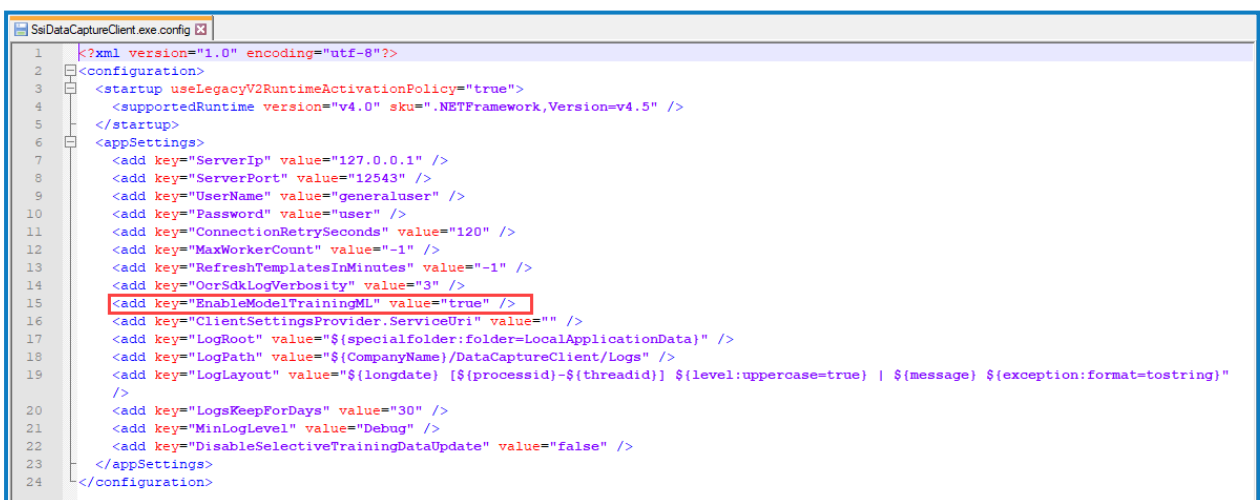 SsiDataCaptureClient.exe.config
1 <?xml version="1.0" encoding="utf-8"?>
2 <configuration>
3 <startup useLegacyV2RuntimeActivationPolicy="true">
4 <supportedRuntime version="v4.0" sku=".NETFramework,Version=v4.5" />
5 </startup>
6 <appSettings>
7 <add key="ServerIp" value="127.0.0.1" />
8 <add key="ServerPort" value="12543" />
9 <add key="UserName" value="generaluser" />
10 <add key="Password" value="user" />
11 <add key="ConnectionRetrySeconds" value="120" />
12 <add key="MaxWorkerCount" value="-1" />
13 <add key="RefreshTemplatesInMinutes" value="-1" />
14 <add key="OcrSdkLogVerbosity" value="3" />
15 <add key="EnableModelTrainingML" value="true" />
16 <add key="ClientSettingsProvider.ServiceUri" value="" />
17 <add key="LogRoot" value="${specialfolder:folder=LocalApplicationData}" />
18 <add key="LogPath" value="${CompanyName}/DataCaptureClient/Logs" />
19 <add key="LogLayout" value="${longdate} [${processid}-${threadid}] ${level:uppercase=true} | ${message} ${exception:format=tostring}"
/>
20 <add key="LogsKeepForDays" value="30" />
21 <add key="MinLogLevel" value="Debug" />
22 <add key="DisableSelectiveTrainingDataUpdate" value="false" />
23 </appSettings>
24 </configuration>